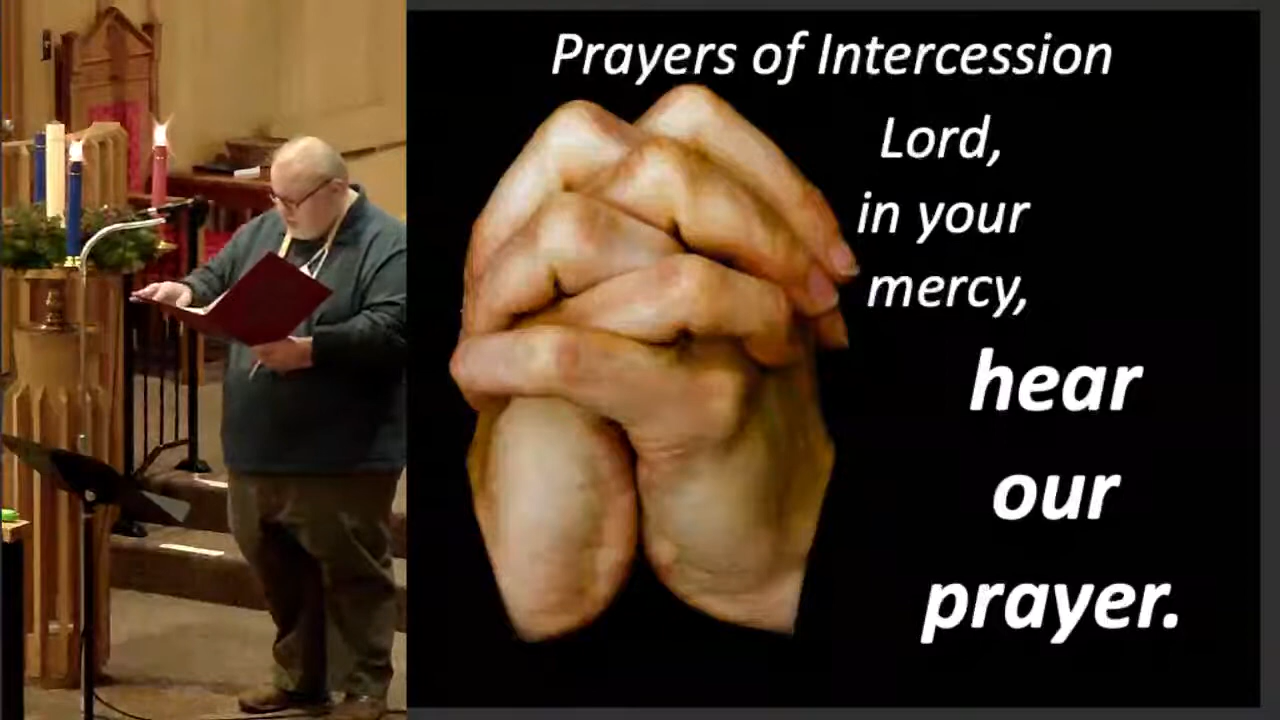 Prayers of Intercession
Lord,
in your
mercy,
hear
our
prayer.